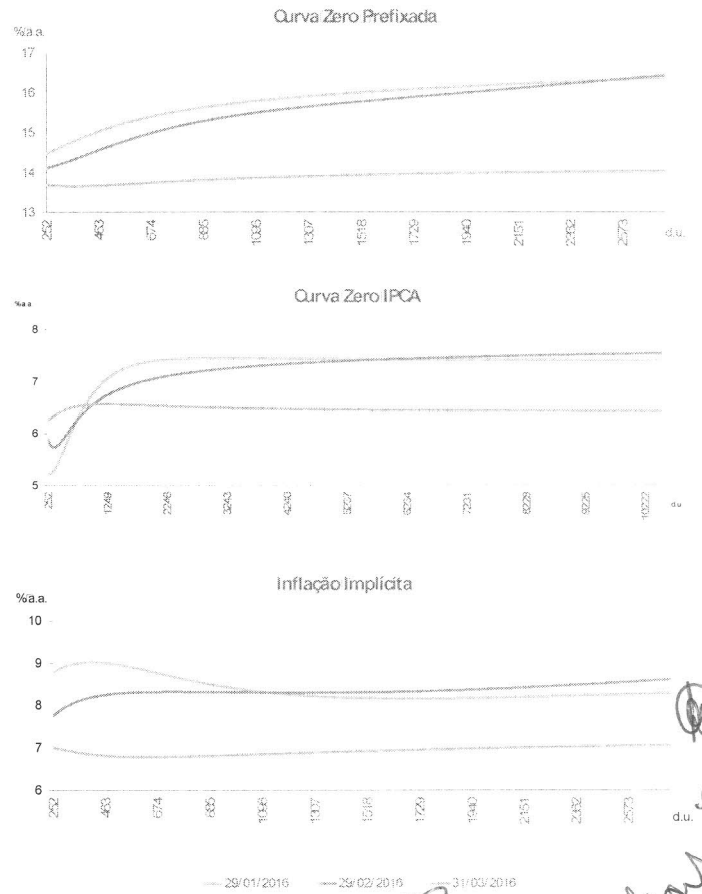 Curva Zero Prefixada
%a.a.
17
16
15
14
13
252 463 674 885 1096 1307 1518 1729 1940 2151 2362 2573 d.u.
Curva Zero IPCA
%a.a
8
7
6
5
252 1249 2246 3243 4240 5237 6234 7231 8228 9225 10222 d.u
Inflação Implícita
%a.a.
10
9
8
7
6
252 463 674 885 1096 1307 1518 1729 1940 2151 2362 2573 d.u.
29/01/2016 29/02/2016 31/03/2016